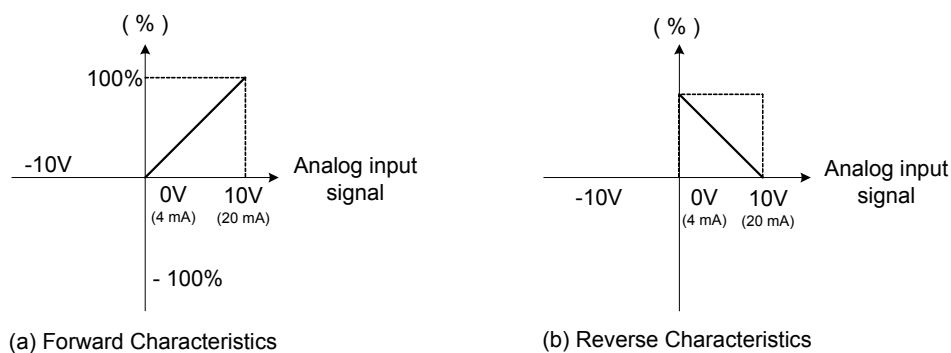 ( % )
100%
-10V
0V
(4 mA)
10V
(20 mA)
Analog input
signal
- 100%
(a) Forward Characteristics
( % )
-10V
0V
(4 mA)
10V
(20 mA)
Analog input
signal
(b) Reverse Characteristics